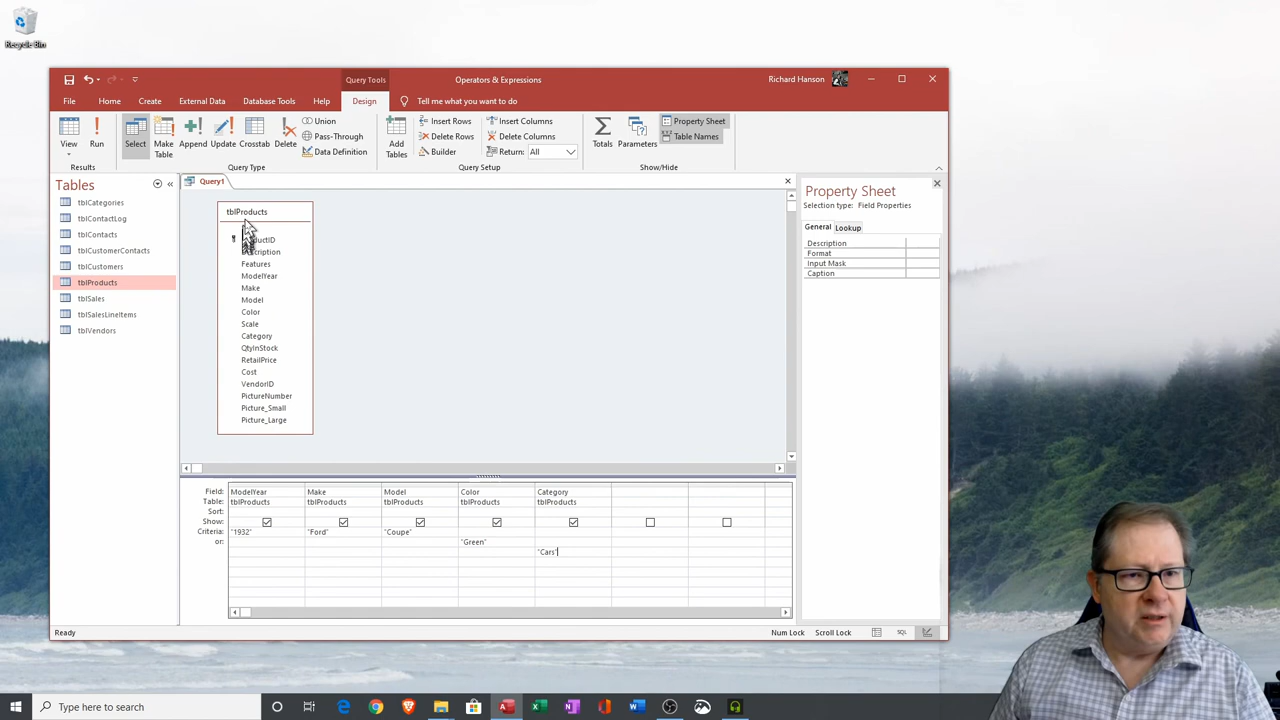 Recycle Bin
Query Tools
Operators & Expressions
Richard Hanson
File
Home
Create
External Data
Database Tools
Help
Design
Tell me what you want to do
View
Run
Select
Make Table
Append
Update
Crosstab
Delete
Union
Pass-Through
Data Definition
Add Tables
Insert Rows
Delete Rows
Builder
Insert Columns
Delete Columns
Return: All
Totals
Parameters
Property Sheet
Table Names
Results
Query Type
Query Setup
Show/Hide
Tables
tblCategories
tblContactLog
tblContacts
tblCustomerContacts
tblCustomers
tblProducts
tblSales
tblSalesLineItems
tblVendors
Query1
tblProducts
Features
ModelYear
Make
Model
Color
Scale
Category
QtyInStock
RetailPrice
Cost
VendorID
PictureNumber
Picture_Small
Picture_Large
Property Sheet
Selection type: Field Properties
General
Lookup
Description
Format
Input Mask
Caption
Field: ModelYear Make Model Color Category
Table: tblProducts tblProducts tblProducts tblProducts tblProducts
Sort:
Show:
Criteria: "1932" "Ford" "Coupe"
or: "Green"
"Cars"
Ready
Num Lock
Scroll Lock
SQL
Type here to search